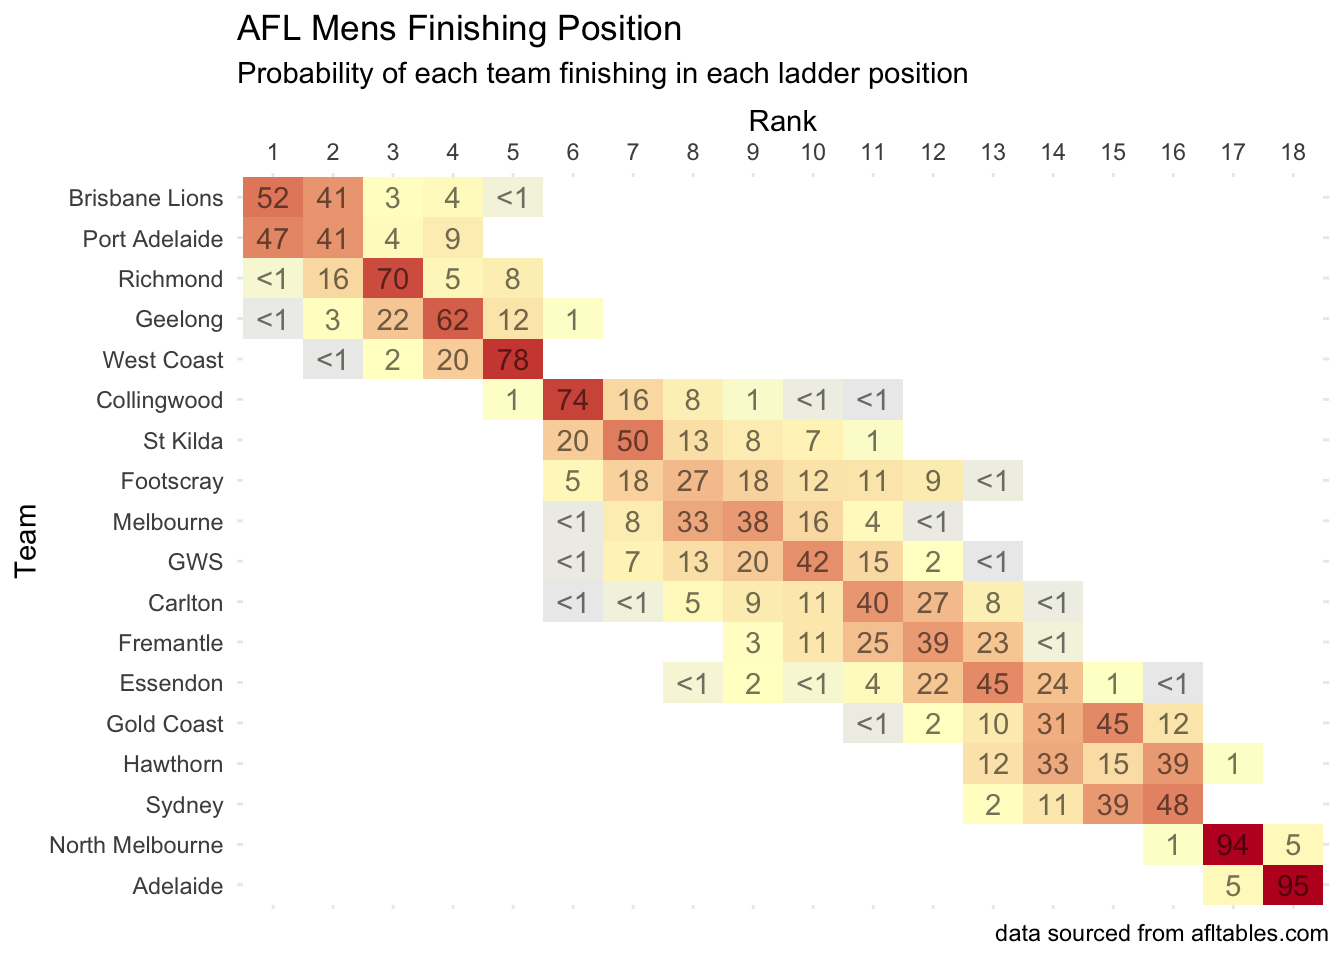 AFL Mens Finishing Position
Probability of each team finishing in each ladder position
Rank
1 2 3 4 5 6 7 8 9 10 11 12 13 14 15 16 17 18
Team
Brisbane Lions 52 41 3 4 <1
Port Adelaide 47 41 4 9
Richmond <1 16 70 5 8
Geelong <1 3 22 62 12 1
West Coast <1 2 20 78
Collingwood 1 74 16 8 1 <1 <1
St Kilda 20 50 13 8 7 1
Footscray 5 18 27 18 12 11 9 <1
Melbourne <1 8 33 38 16 4 <1
GWS <1 7 13 20 42 15 2 <1
Carlton <1 <1 5 9 11 40 27 8 <1
Fremantle 3 11 25 39 23 <1
Essendon <1 2 <1 4 22 45 24 1 <1
Gold Coast <1 2 10 31 45 12
Hawthorn 12 33 15 39 1
Sydney 2 11 39 48
North Melbourne 1 94 5
Adelaide 5 95
data sourced from afltables.com